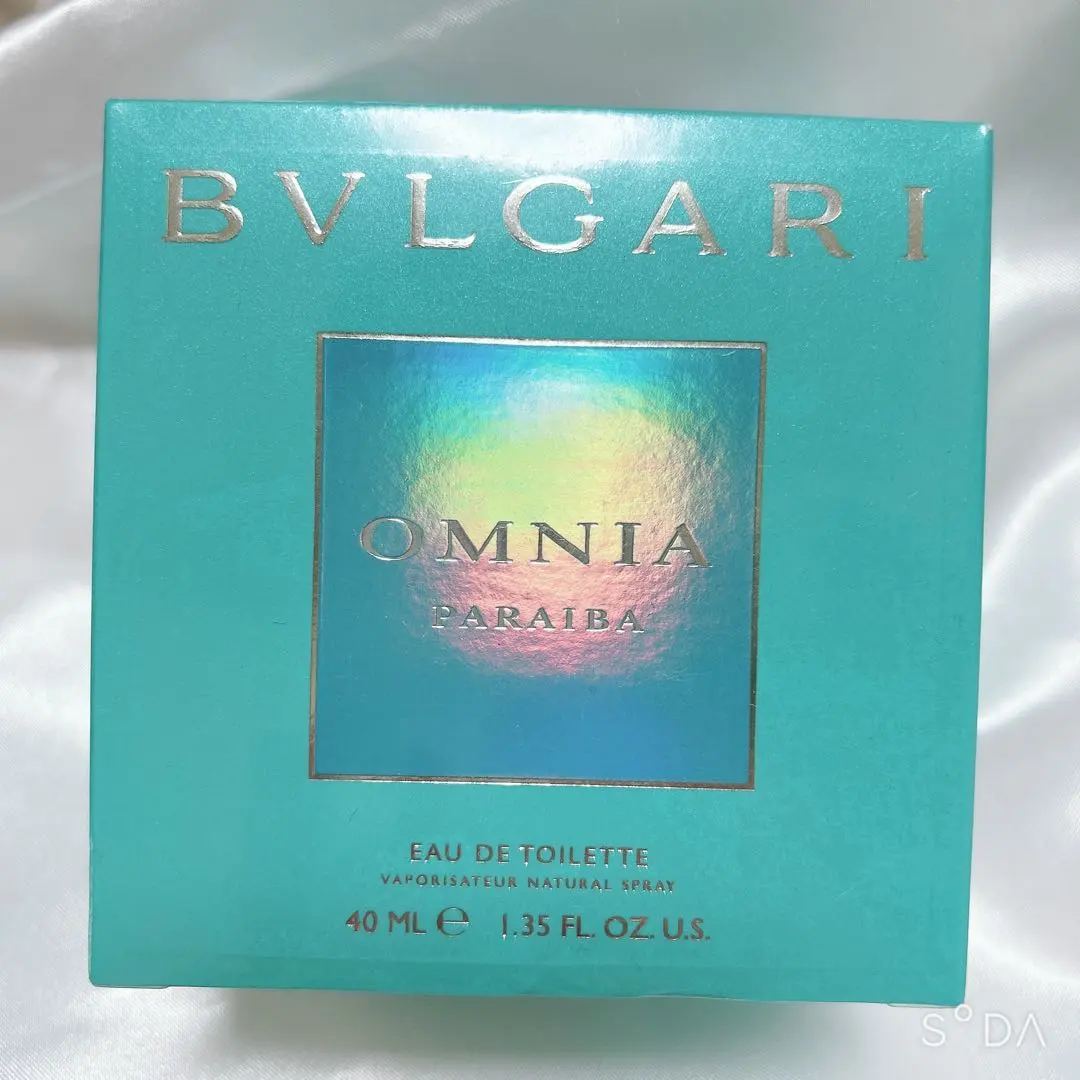 BVLGARI
OMNIA
PARAIBA
EAU DE TOILETTE
VAPORISATEUR NATURAL SPRAY
40 ML ℮ 1.35 FL. OZ. U.S.
S°DA